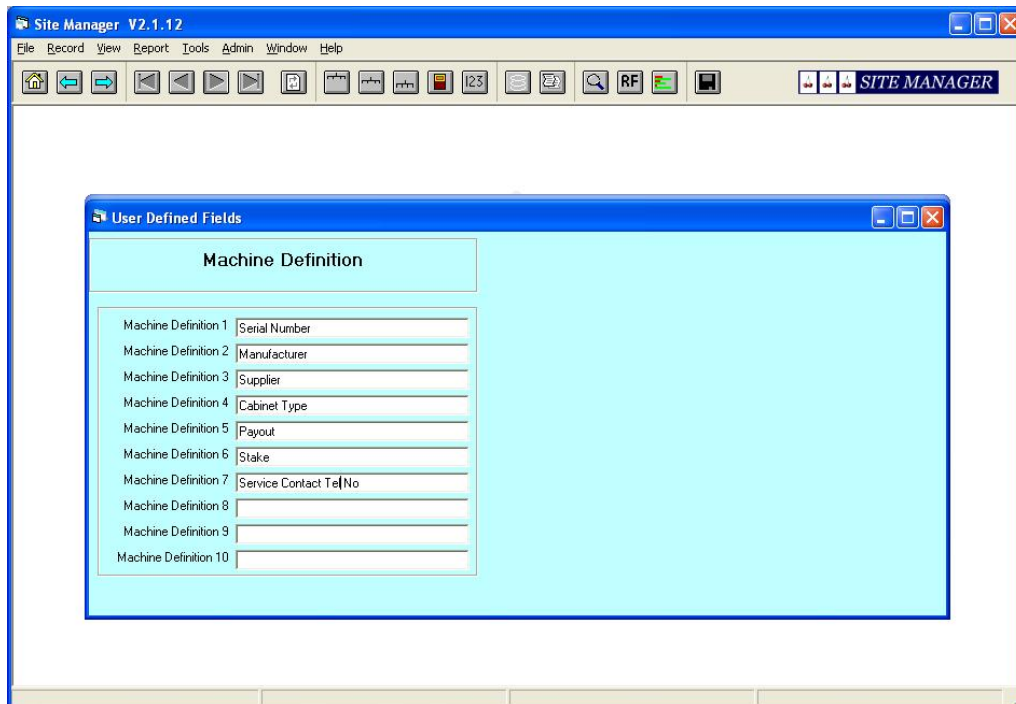 Site Manager V2.1.12
File Record View Report Tools Admin Window Help
123 RF SITE MANAGER
User Defined Fields
Machine Definition
Machine Definition 1 Serial Number
Machine Definition 2 Manufacturer
Machine Definition 3 Supplier
Machine Definition 4 Cabinet Type
Machine Definition 5 Payout
Machine Definition 6 Stake
Machine Definition 7 Service Contact Tel No
Machine Definition 8
Machine Definition 9
Machine Definition 10